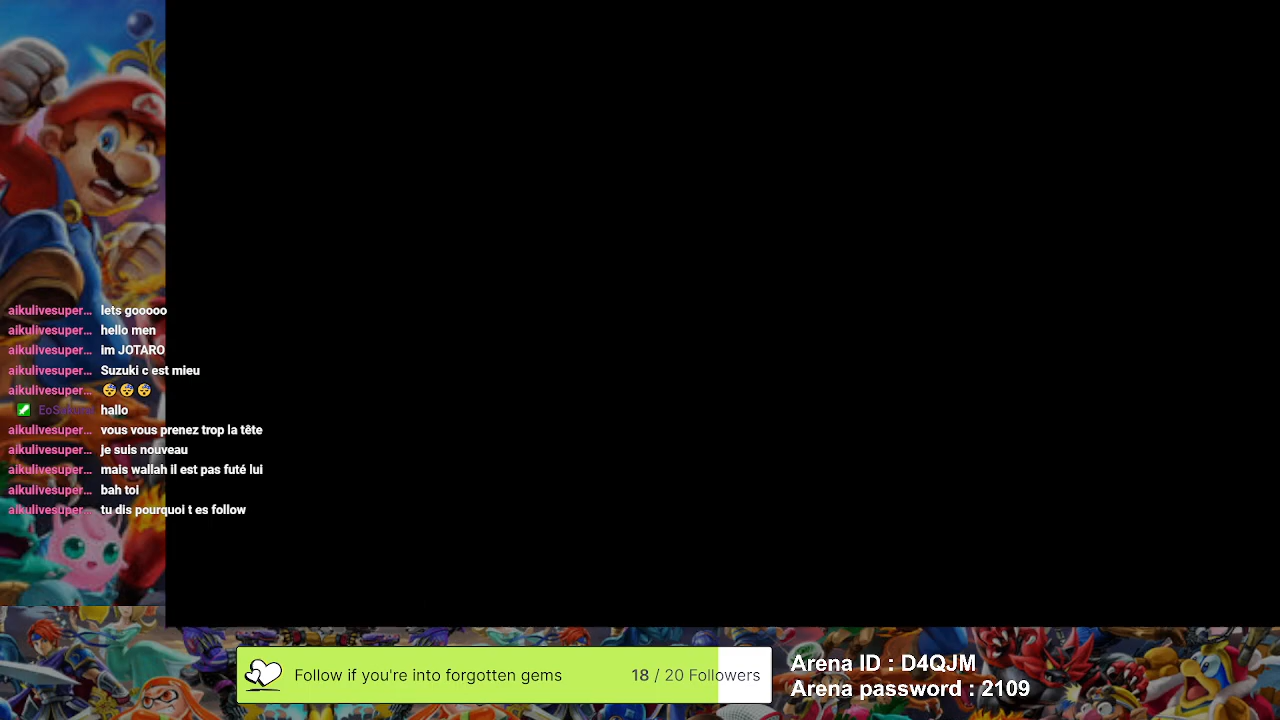 aikulivesuper... lets gooooo
aikulivesuper... hello men
aikulivesuper... im JOTARO
aikulivesuper... Suzuki c est mieu
aikulivesuper... 😴 😴 😴
hallo
aikulivesuper... vous vous prenez trop la tête
aikulivesuper... je suis nouveau
aikulivesuper... mais wallah il est pas futé lui
aikulivesuper... bah toi
aikulivesuper... tu dis pourquoi t es follow
Follow if you're into forgotten gems 18 / 20 Followers
Arena ID : D4QJM
Arena password : 2109